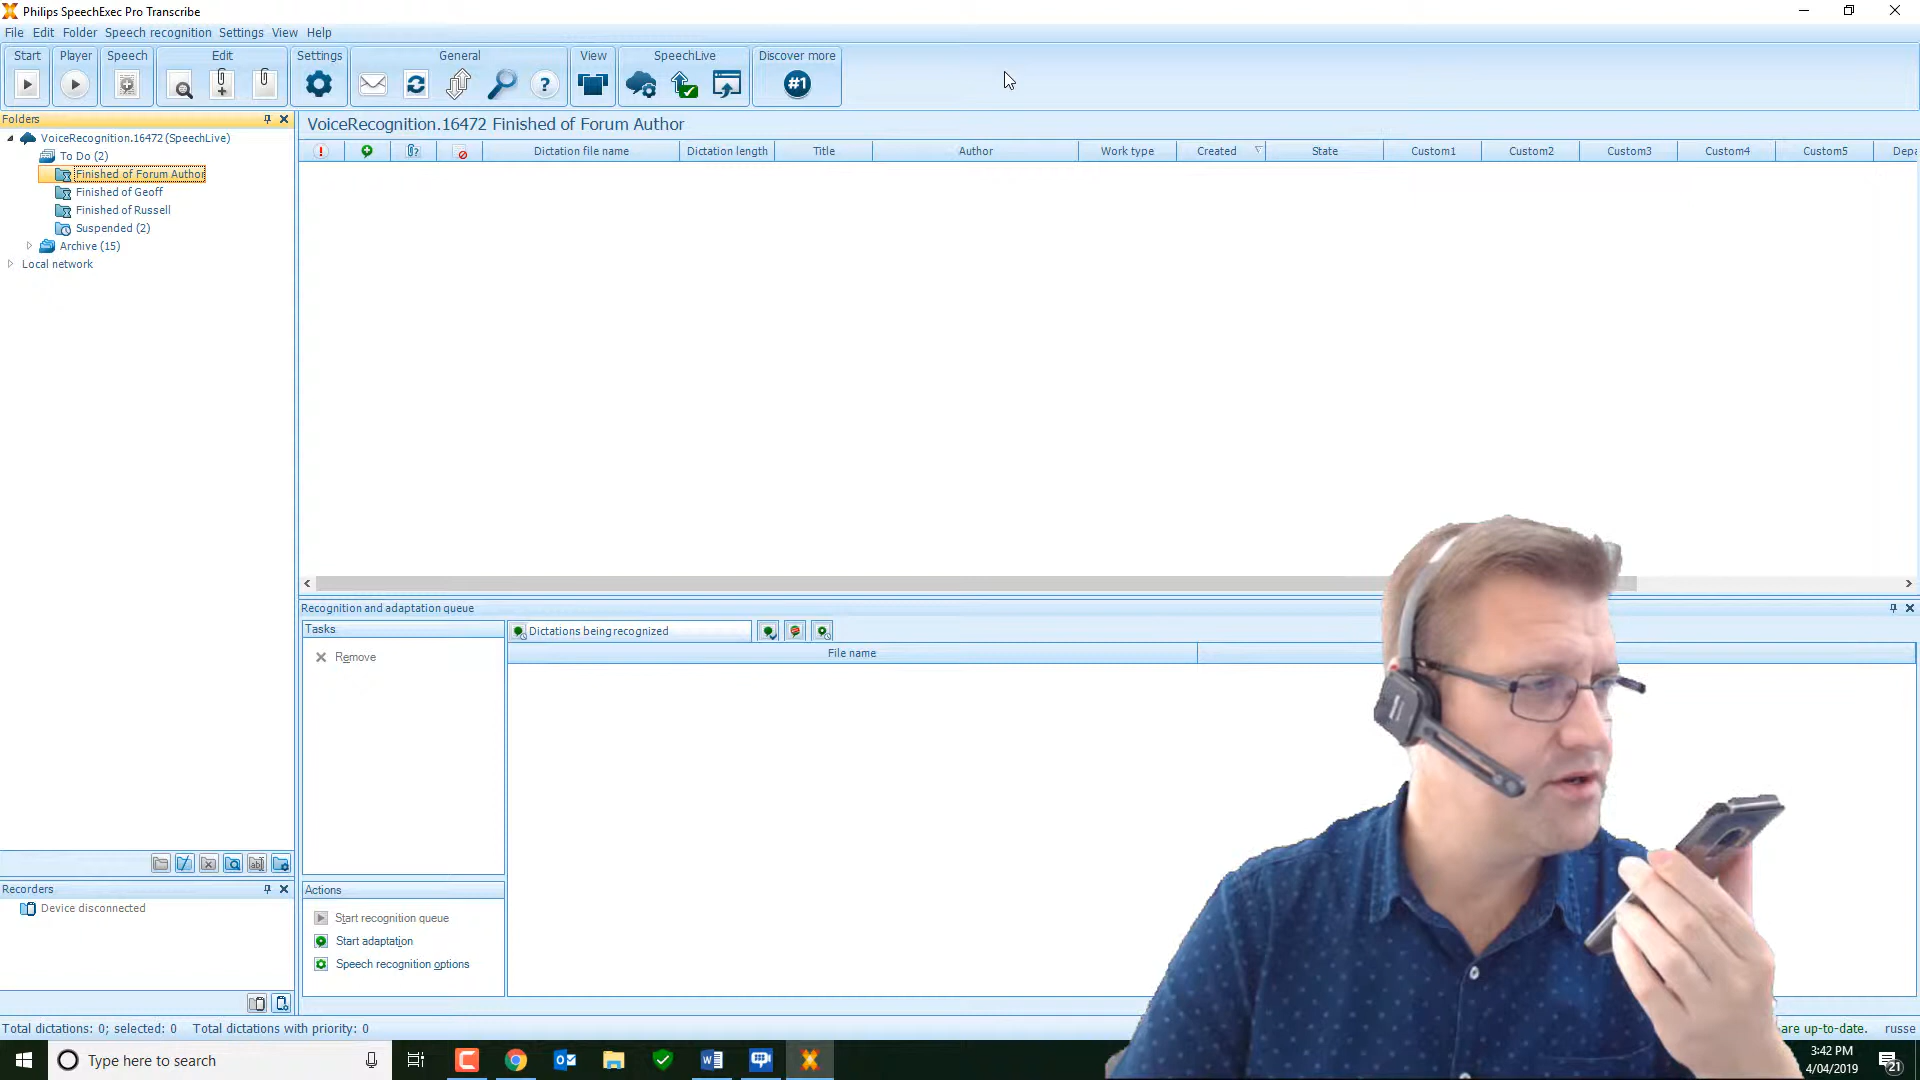 Philips SpeechExec Pro Transcribe
File Edit Folder Speech recognition Settings View Help
Start Player Speech Edit Settings General View SpeechLive Discover more
? #1
Folders
VoiceRecognition.16472 (SpeechLive)
To Do (2)
Finished of Forum Author
Finished of Geoff
Finished of Russell
Suspended (2)
Archive (15)
Local network
VoiceRecognition.16472 Finished of Forum Author
Dictation file name Dictation length Title Author Work type Created State Custom1 Custom2 Custom3 Custom4 Custom5 Depa
Recognition and adaptation queue
Tasks
Remove
Dictations being recognized
File name
Recorders
Device disconnected
Actions
Start recognition queue
Start adaptation
Speech recognition options
Total dictations: 0; selected: 0 Total dictations with priority: 0
are up-to-date. russe
Type here to search
3:42 PM
4/04/2019
21